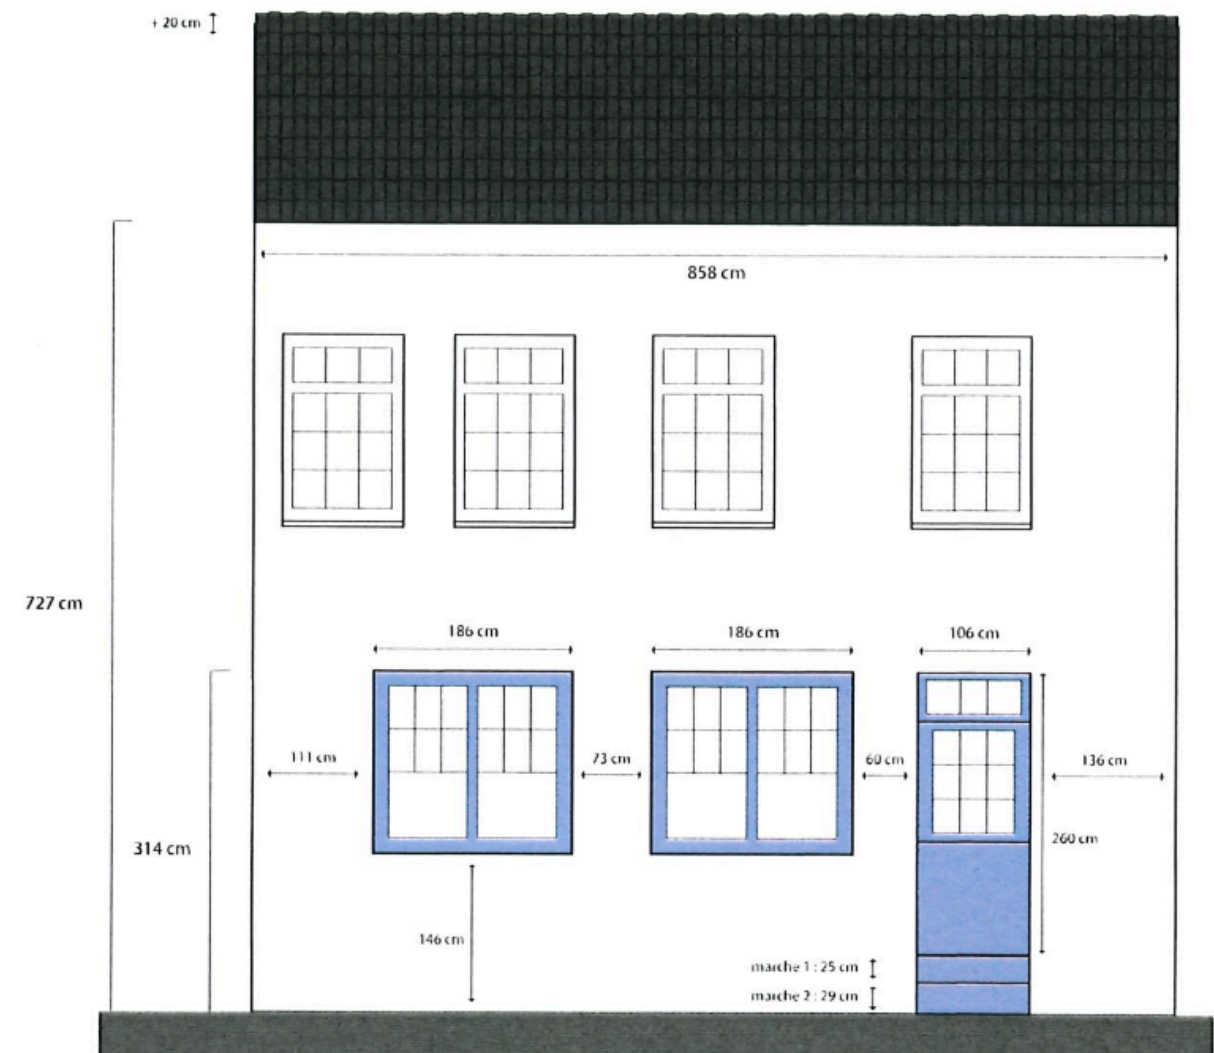 + 20 cm
858 cm
727 cm
186 cm
186 cm
106 cm
111 cm
73 cm
60 cm
136 cm
314 cm
260 cm
146 cm
marche 1 : 25 cm
marche 2 : 29 cm